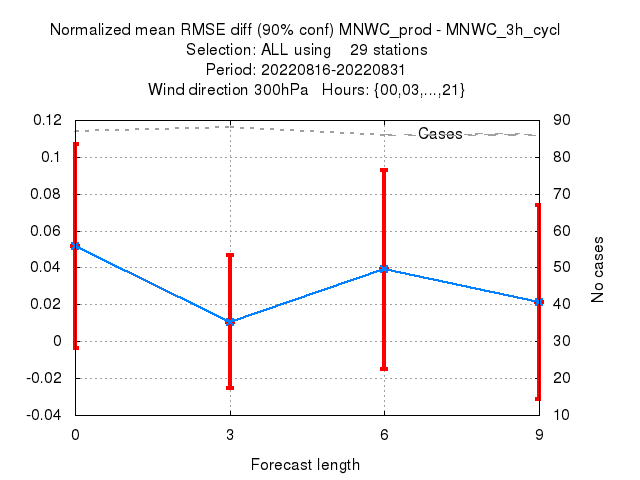 Normalized mean RMSE diff (90% conf) MNWC_prod - MNWC_3h_cycl
Selection: ALL using    29 stations
Period: 20220816-20220831
Wind direction 300hPa   Hours: {00,03,...,21}
0.12
0.1
0.08
0.06
0.04
0.02
0
-0.02
-0.04
Cases
90
80
70
60
50
40
30
20
10
No cases
0 3 6 9
Forecast length